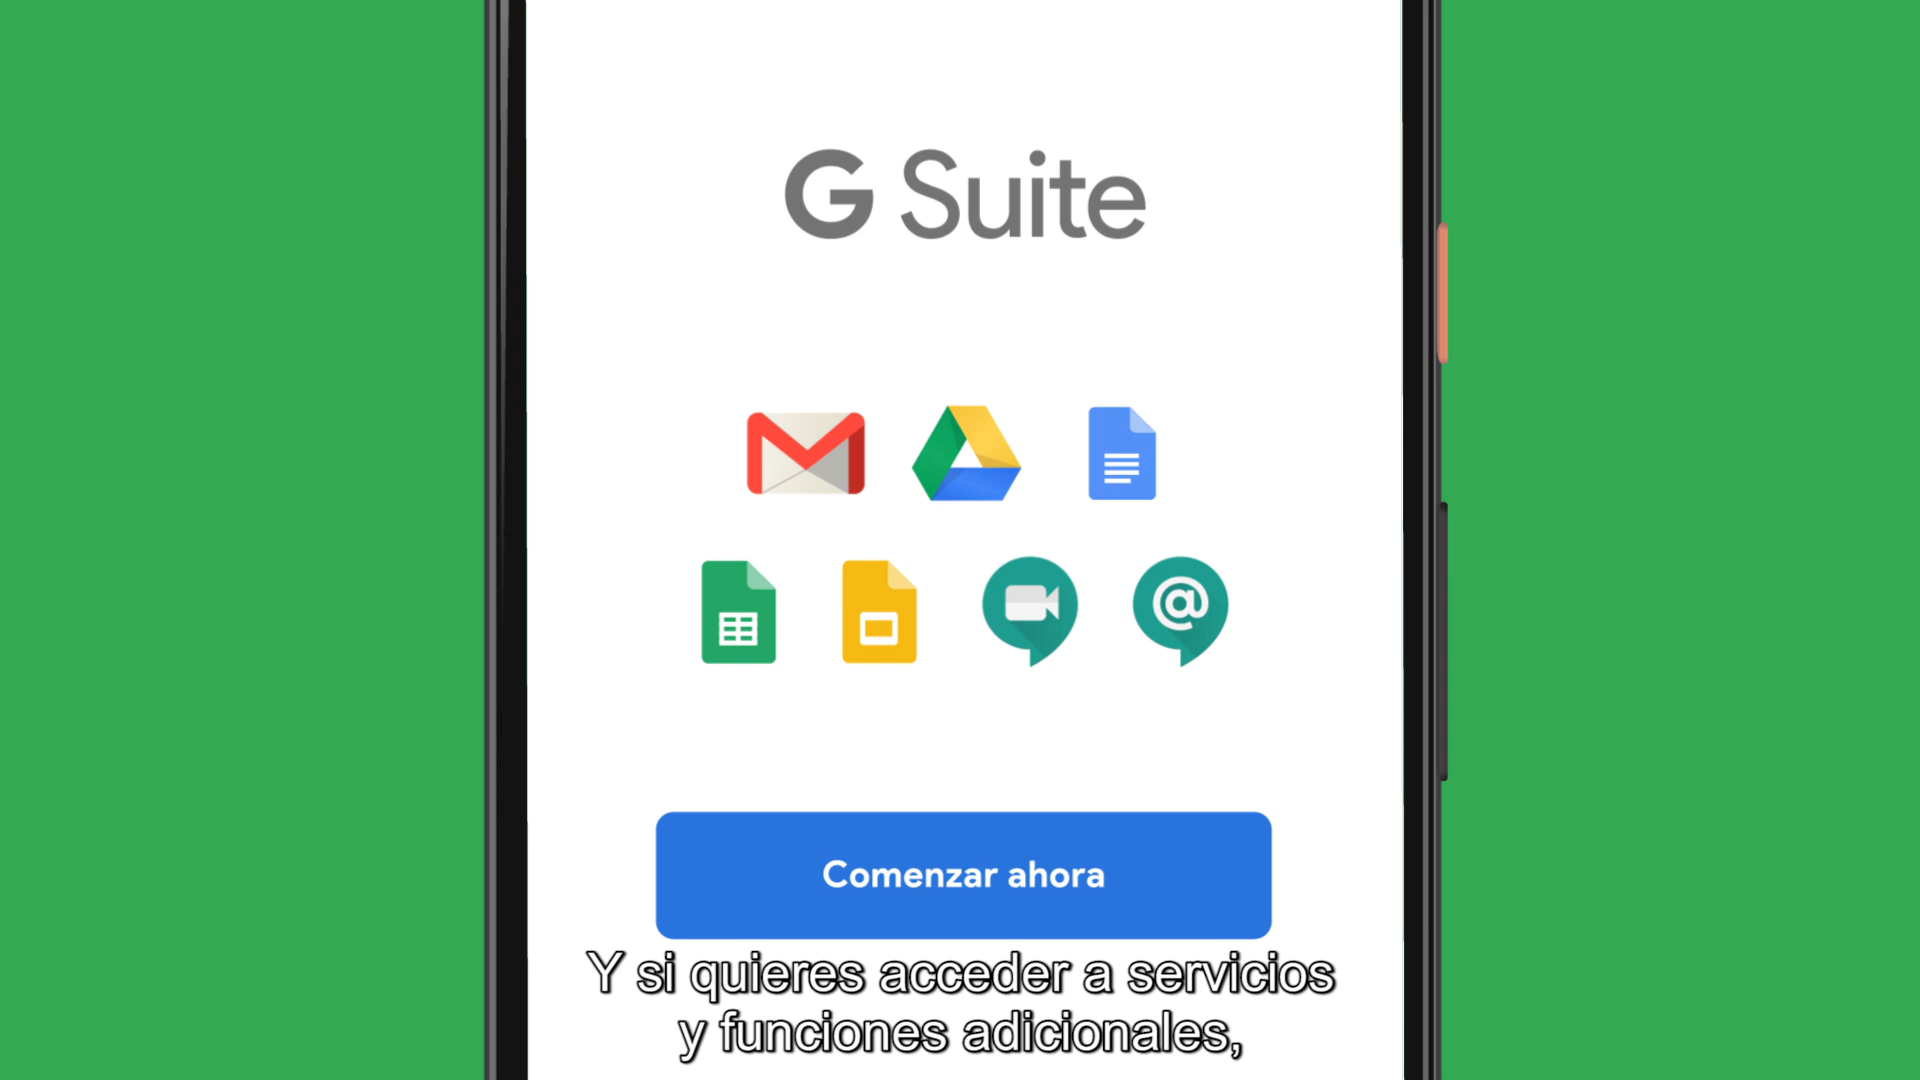 G Suite
Comenzar ahora
Y si quieres acceder a servicios
y funciones adicionales,